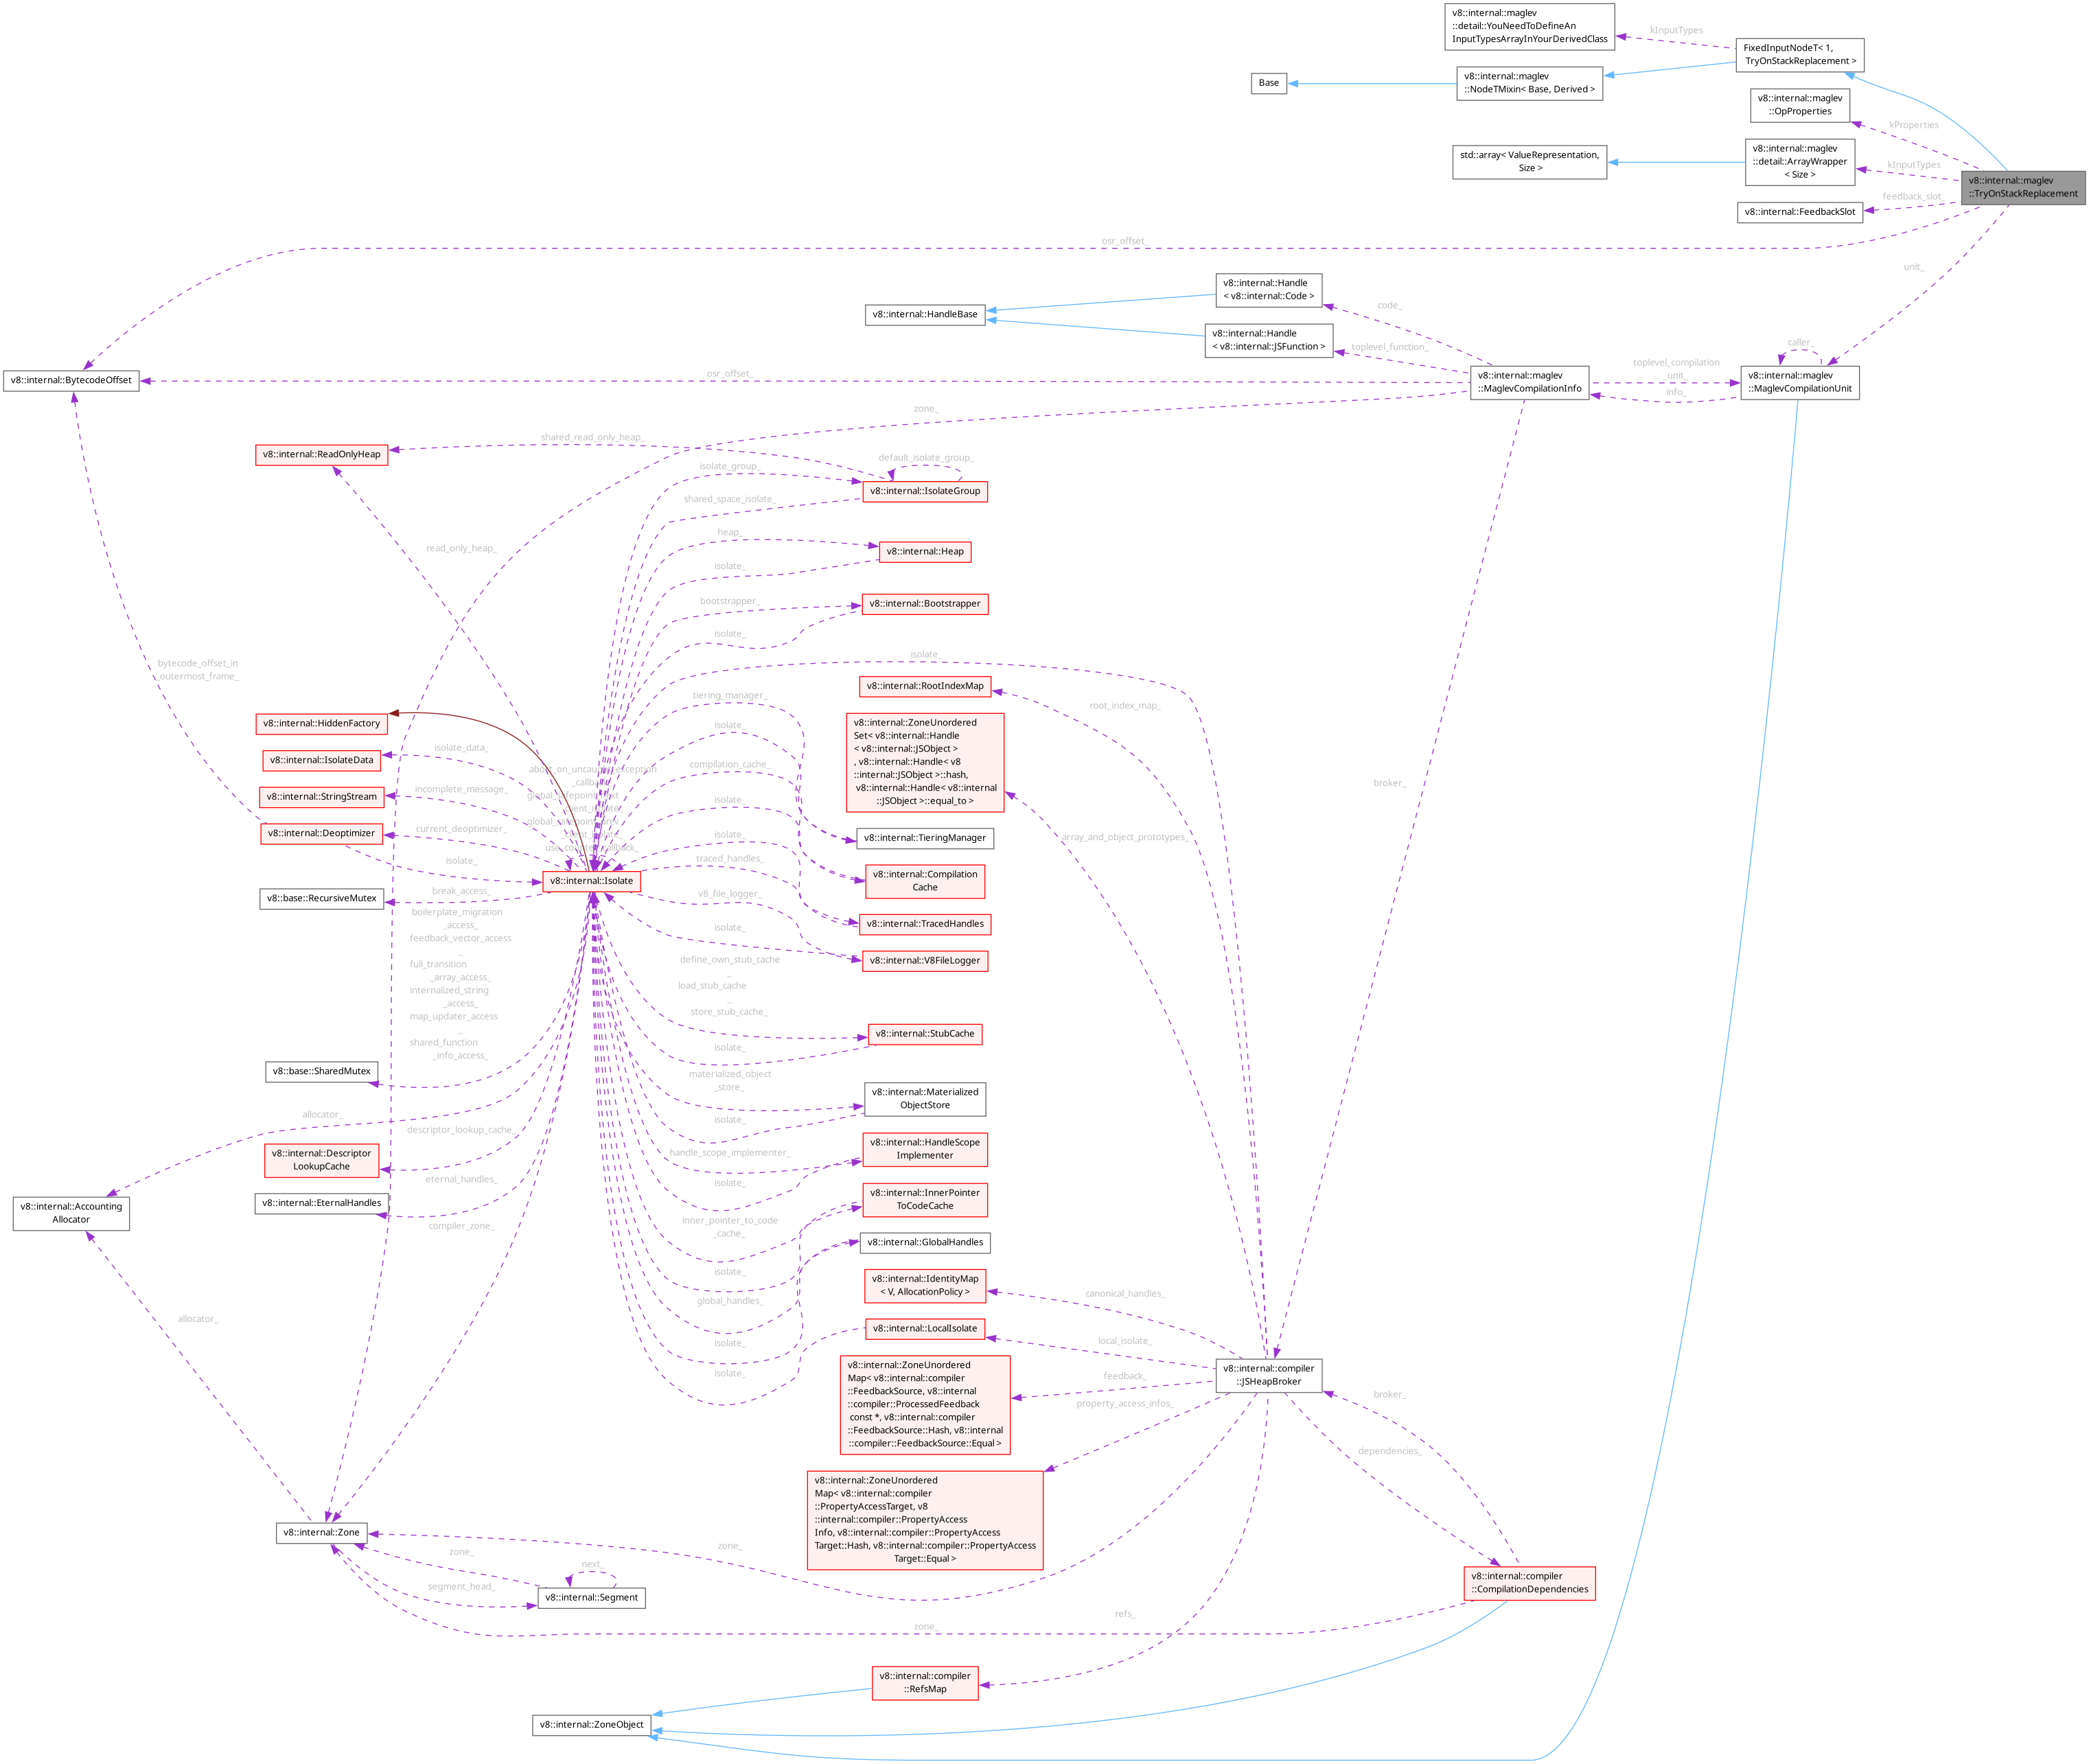 v8::internal::maglev
::detail::YouNeedToDefineAn
InputTypesArrayInYourDerivedClass
kInputTypes
FixedInputNodeT< 1,
TryOnStackReplacement >
Base
v8::internal::maglev
::NodeTMixin< Base, Derived >
v8::internal::maglev
::OpProperties
kProperties
std::array< ValueRepresentation,
Size >
v8::internal::maglev
::detail::ArrayWrapper
< Size >
kInputTypes
v8::internal::maglev
::TryOnStackReplacement
v8::internal::FeedbackSlot
feedback_slot_
osr_offset_
unit_
v8::internal::HandleBase
v8::internal::Handle
< v8::internal::Code >
code_
v8::internal::Handle
< v8::internal::JSFunction >
toplevel_function_
caller_
v8::internal::BytecodeOffset
osr_offset_
v8::internal::maglev
::MaglevCompilationInfo
toplevel_compilation
_unit_
info_
v8::internal::maglev
::MaglevCompilationUnit
zone_
v8::internal::ReadOnlyHeap
shared_read_only_heap_
default_isolate_group_
isolate_group_
v8::internal::IsolateGroup
shared_space_isolate_
read_only_heap_
heap_
v8::internal::Heap
isolate_
bootstrapper_
v8::internal::Bootstrapper
isolate_
isolate_
bytecode_offset_in
_outermost_frame_
v8::internal::RootIndexMap
root_index_map_
tiering_manager_
v8::internal::HiddenFactory
isolate_
v8::internal::ZoneUnordered
Set< v8::internal::Handle
< v8::internal::JSObject >
, v8::internal::Handle< v8
::internal::JSObject >::hash,
v8::internal::Handle< v8::internal
::JSObject >::equal_to >
broker_
v8::internal::IsolateData
isolate_data_
compilation_cache_
v8::internal::StringStream
incomplete_message_
isolate_
v8::internal::Deoptimizer
current_deoptimizer_
use_counter_callback_
isolate_
array_and_object_prototypes_
v8::internal::TieringManager
isolate_
traced_handles_
v8::internal::Compilation
Cache
v8::internal::Isolate
v8::base::RecursiveMutex
break_access_
v8_file_logger_
v8::internal::TracedHandles
boilerplate_migration
_access_
feedback_vector_access
_
full_transition
_array_access_
internalized_string
_access_
map_updater_access
_
shared_function
_info_access_
isolate_
v8::internal::V8FileLogger
define_own_stub_cache
_
load_stub_cache
_
store_stub_cache_
v8::internal::StubCache
isolate_
v8::base::SharedMutex
materialized_object
_store_
v8::internal::Materialized
ObjectStore
allocator_
isolate_
descriptor_lookup_cache_
v8::internal::Descriptor
LookupCache
handle_scope_implementer_
v8::internal::HandleScope
Implementer
v8::internal::EternalHandles
eternal_handles_
isolate_
v8::internal::InnerPointer
ToCodeCache
v8::internal::Accounting
Allocator
compiler_zone_
inner_pointer_to_code
_cache_
v8::internal::GlobalHandles
isolate_
v8::internal::IdentityMap
< V, AllocationPolicy >
canonical_handles_
global_handles_
allocator_
v8::internal::LocalIsolate
local_isolate_
isolate_
isolate_
v8::internal::compiler
::JSHeapBroker
v8::internal::ZoneUnordered
Map< v8::internal::compiler
::FeedbackSource, v8::internal
::compiler::ProcessedFeedback
const *, v8::internal::compiler
::FeedbackSource::Hash, v8::internal
::compiler::FeedbackSource::Equal >
feedback_
property_access_infos_
broker_
dependencies_
v8::internal::ZoneUnordered
Map< v8::internal::compiler
::PropertyAccessTarget, v8
::internal::compiler::PropertyAccess
Info, v8::internal::compiler::PropertyAccess
Target::Hash, v8::internal::compiler::PropertyAccess
Target::Equal >
v8::internal::Zone
zone_
zone_
next_
segment_head_
v8::internal::Segment
v8::internal::compiler
::CompilationDependencies
zone_
refs_
v8::internal::compiler
::RefsMap
v8::internal::ZoneObject